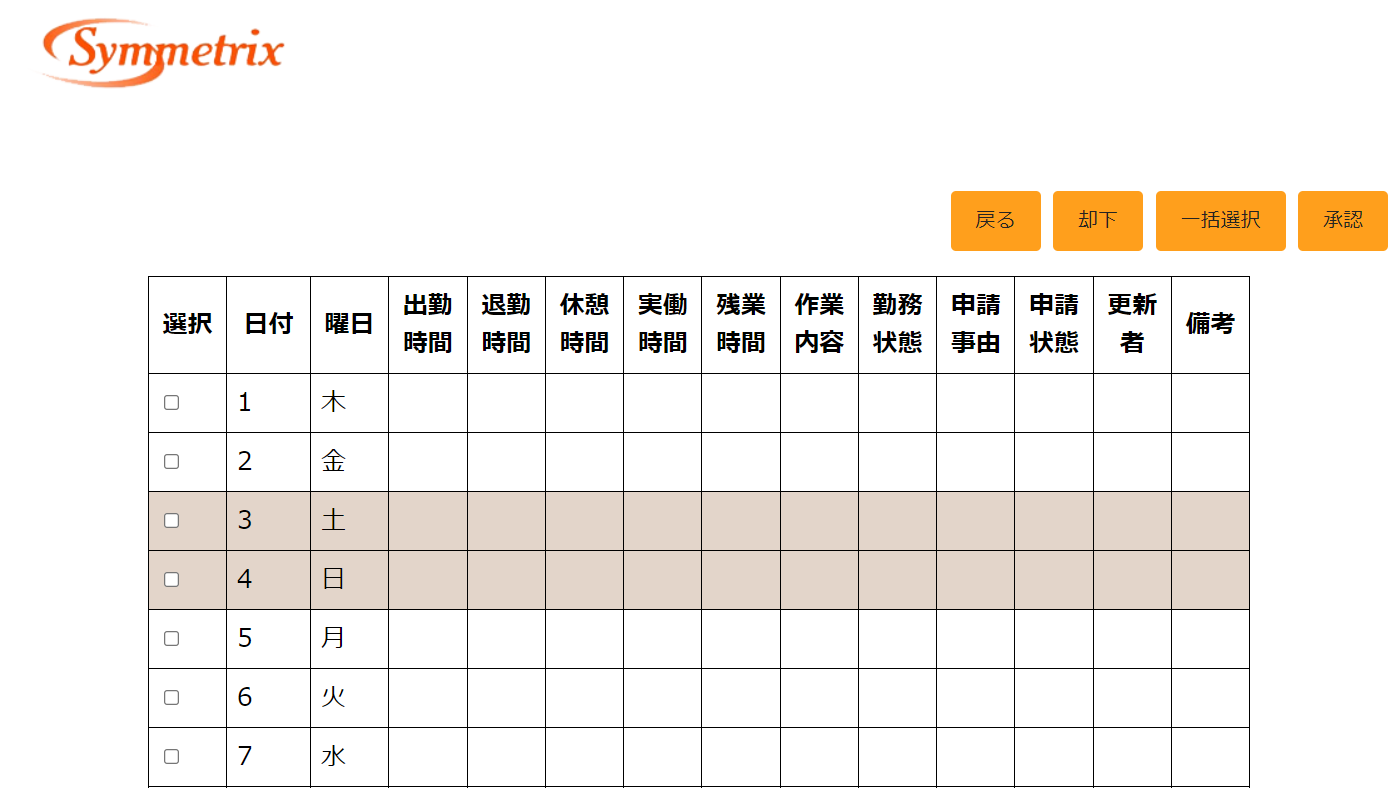 Symmetrix
戻る 却下 一括選択 承認
選択 日付 曜日 出勤時間 退勤時間 休憩時間 実働時間 残業時間 作業内容 勤務状態 申請事由 申請状態 更新者 備考
1 木
2 金
3 土
4 日
5 月
6 火
7 水